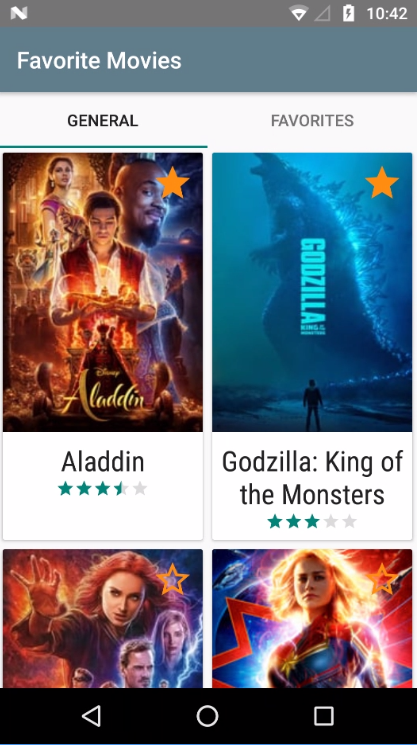 10:42
Favorite Movies
GENERAL
FAVORITES
Disney
Aladdin
GODZILLA
KING OF THE
MONSTERS
Aladdin
Godzilla: King of
the Monsters